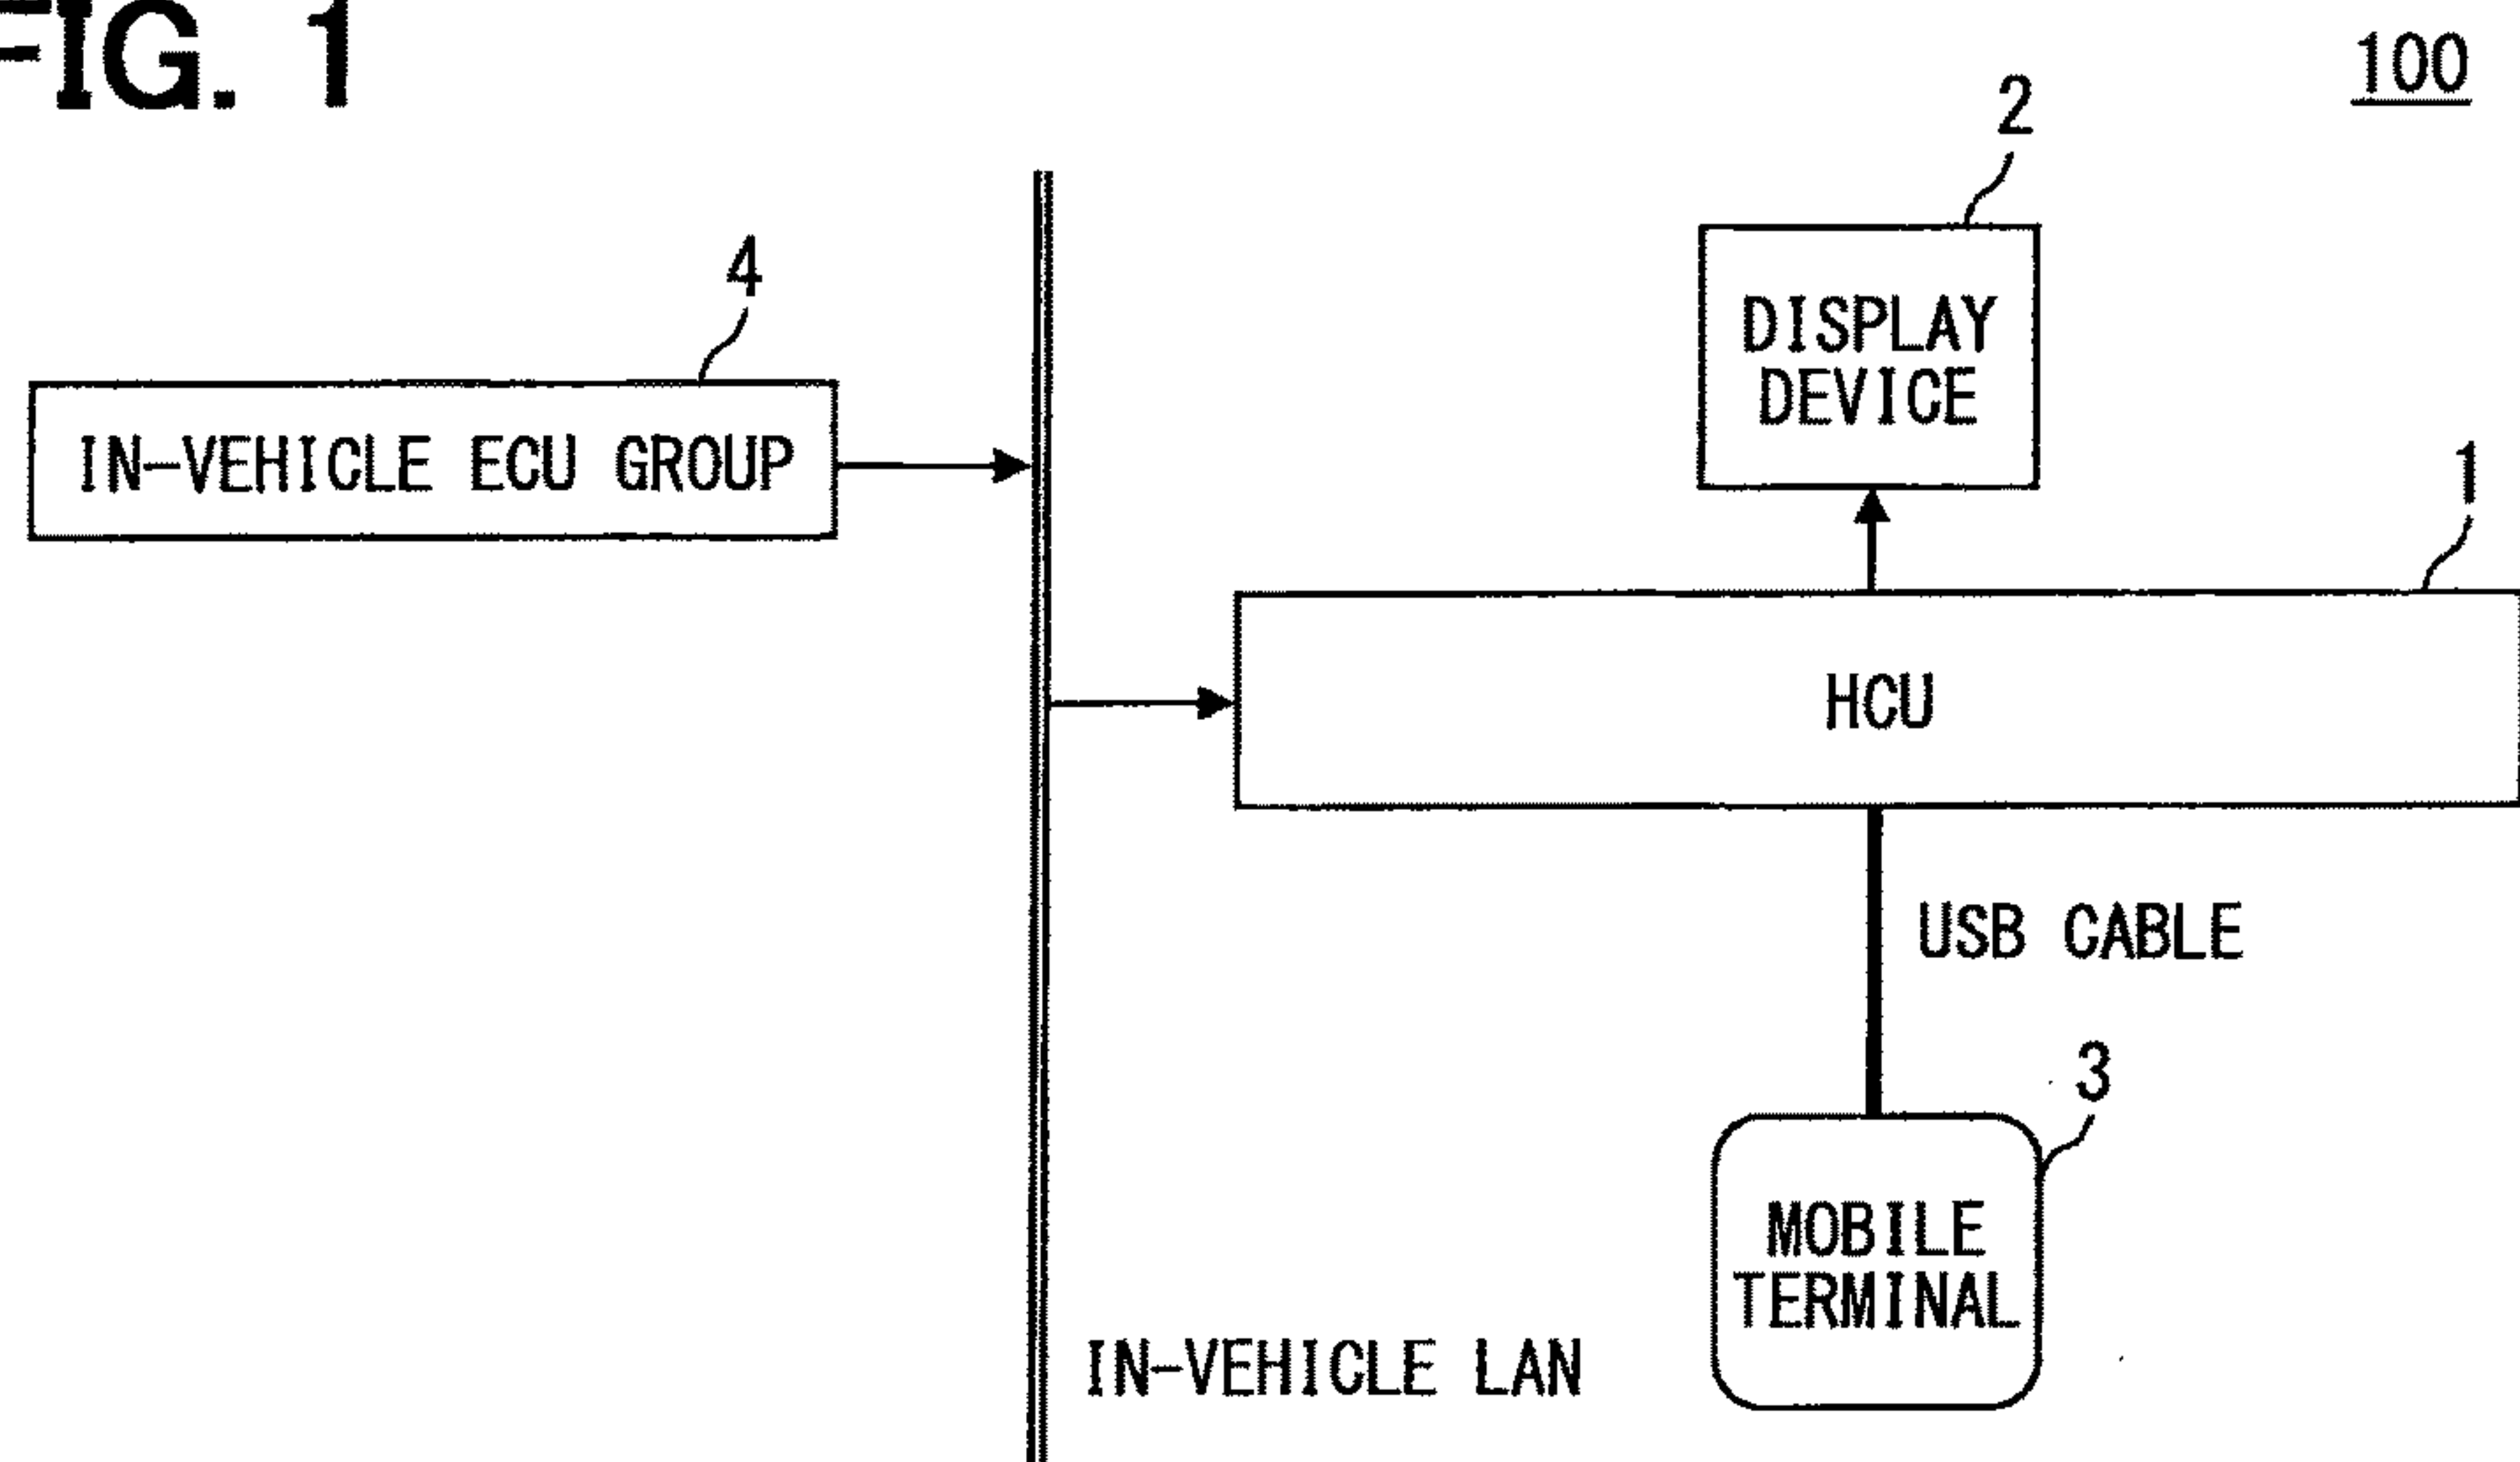 FIG. 1
100
2
4
DISPLAY
DEVICE
IN-VEHICLE ECU GROUP
1
HCU
USB CABLE
3
MOBILE
TERMINAL
IN-VEHICLE LAN